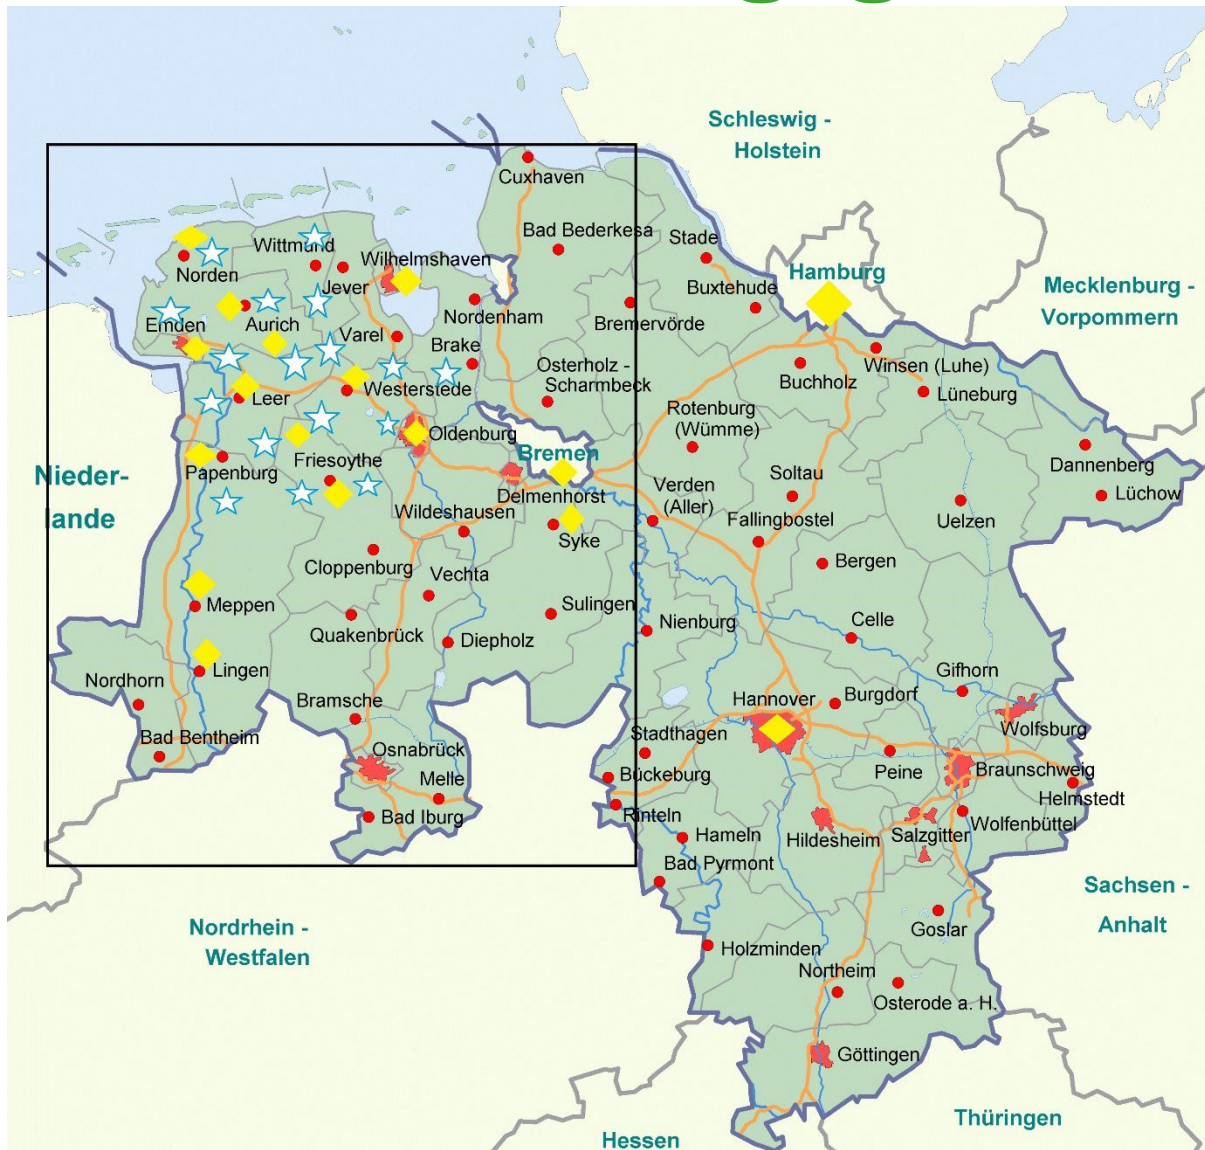 Schleswig -
Holstein
Cuxhaven
Bad Bederkesa
Stade
Wittmund
Norden
Wilhelmshaven
Jever
Hamburg
Mecklenburg -
Vorpommern
Buxtehude
Nordenham
Bremervörde
Emden
Aurich
Varel
Brake
Osterholz -
Scharmbeck
Winsen (Luhe)
Buchholz
Lüneburg
Westerstede
Leer
Rotenburg
(Wümme)
Oldenburg
Bremen
Dannenberg
Papenburg
Friesoythe
Nieder-
lande
Delmenhorst
Verden
(Aller)
Soltau
Lüchow
Wildeshausen
Syke
Fallingbostel
Uelzen
Cloppenburg
Vechta
Bergen
Meppen
Sulingen
Quakenbrück
Diepholz
Nienburg
Celle
Lingen
Nordhorn
Gifhorn
Bramsche
Hannover
Burgdorf
Bad Bentheim
Stadthagen
Wolfsburg
Osnabrück
Peine
Braunschweig
Bückeburg
Melle
Helmstedt
Rinteln
Bad Iburg
Wolfenbüttel
Hameln
Hildesheim
Salzgitter
Bad Pyrmont
Sachsen -
Anhalt
Goslar
Nordrhein -
Westfalen
Holzminden
Northeim
Osterode a. H.
Göttingen
Thüringen
Hessen